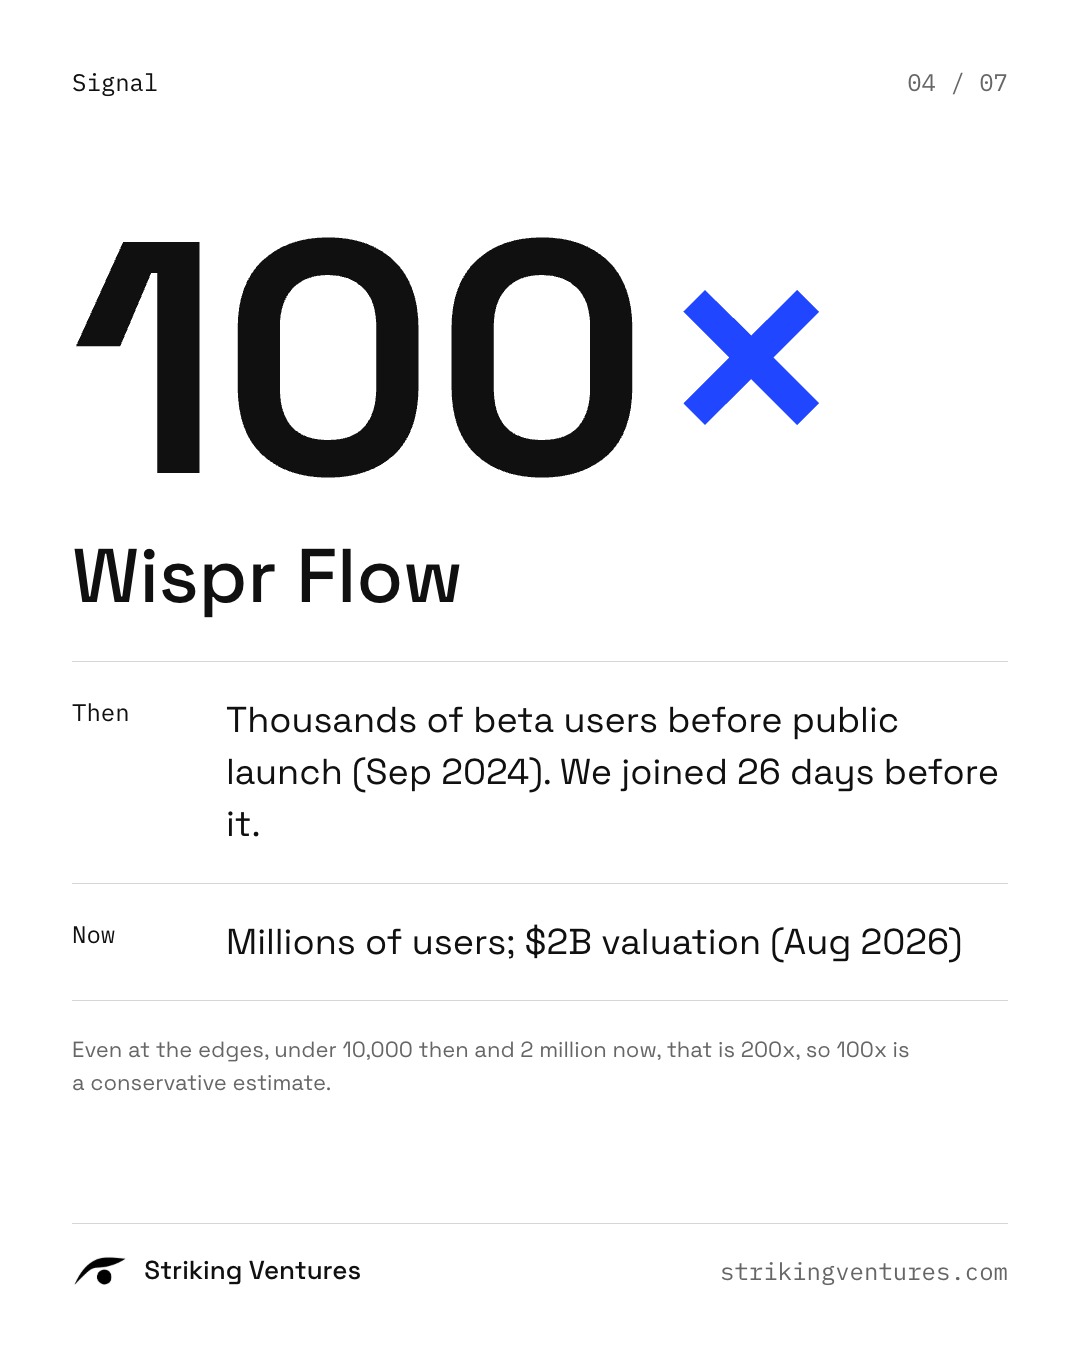 Signal
04 / 07
100×
Wispr Flow
Then
Thousands of beta users before public
launch (Sep 2024). We joined 26 days before
it.
Now
Millions of users; $2B valuation (Aug 2026)
Even at the edges, under 10,000 then and 2 million now, that is 200x, so 100x is
a conservative estimate.
Striking Ventures
strikingventures.com